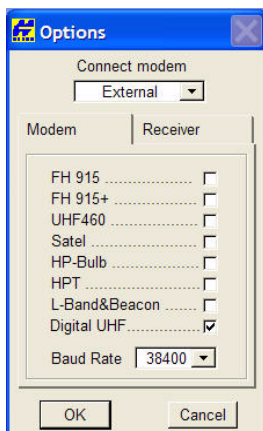 Options
Connect modem
External
Modem Receiver
FH 915 ....................
FH 915+ ..................
UHF460 ..................
Satel .......................
HP-Bulb ..................
HPT ........................
L-Band&Beacon .......
Digital UHF...............
Baud Rate 38400
OK Cancel